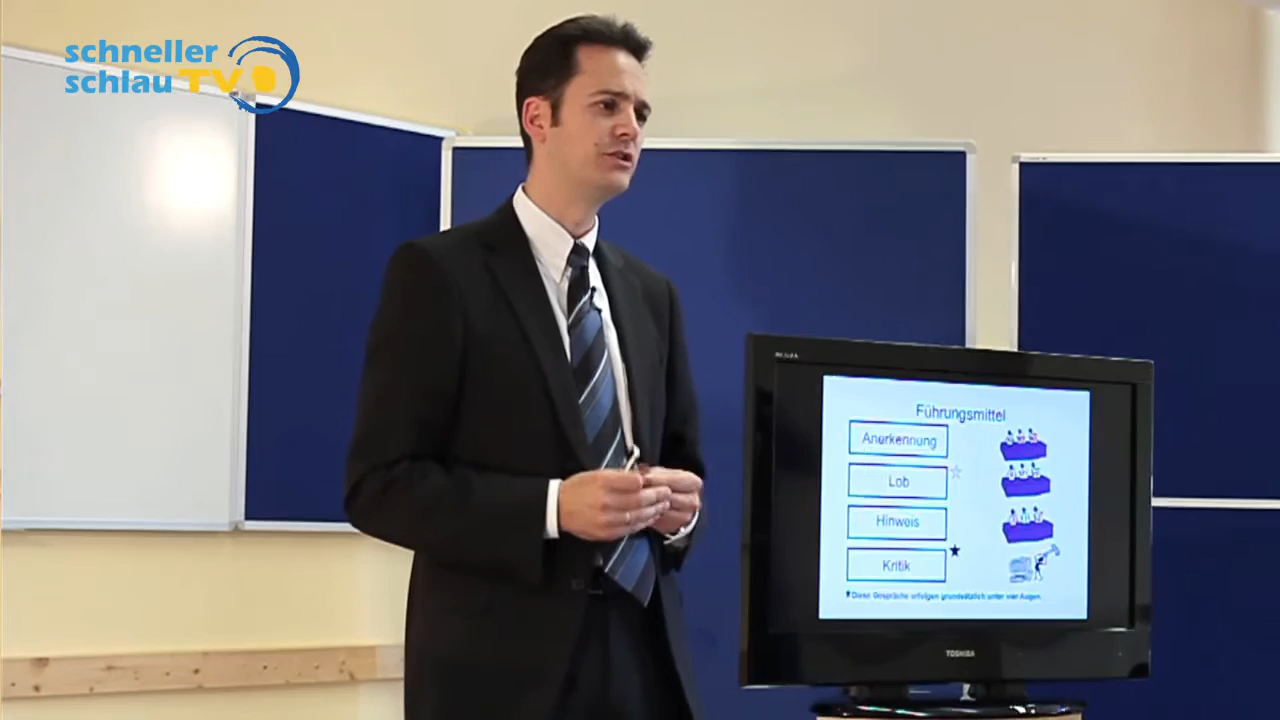 schneller
schlau TV
Führungsmittel
Anerkennung
Lob
☆
Hinweis
Kritik
★
★ Diese Gespräche erfolgen grundsätzlich unter vier Augen.
TOSHIBA